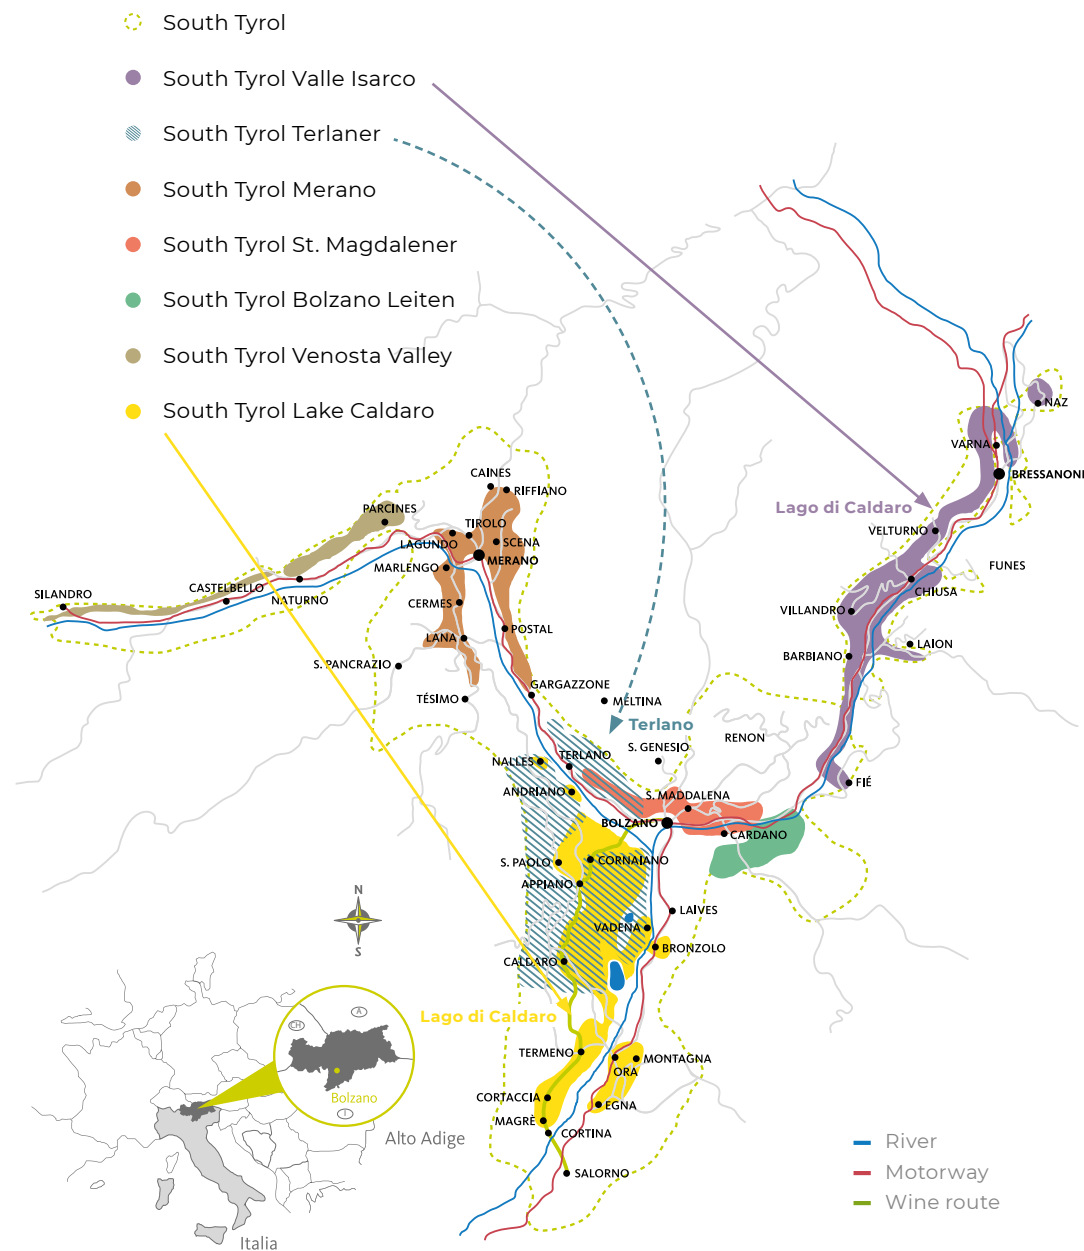 South Tyrol
South Tyrol Valle Isarco
South Tyrol Terlaner
South Tyrol Merano
South Tyrol St. Magdalener
South Tyrol Bolzano Leiten
South Tyrol Venosta Valley
South Tyrol Lake Caldaro
NAZ
VARNA
BRESSANONI
Lago di Caldaro
VELTURNO
FUNES
CHIUSA
VILLANDRO
LAION
BARBIANO
FIÉ
CAINES
RIFFIANO
PARCINES
TIROLO
LAGUNDO
SCENA
MERANO
MARLENGO
CASTELBELLO
NATURNO
SILANDRO
CERMES
POSTAL
LANA
S. PANCRAZIO
GARGAZZONE
TÉSIMO
MELTINA
Terlano
RENON
S. GENESIO
TERLANO
NALLES
ANDRIANO
S. MADDALENA
BOLZANO
CARDANO
S. PAOLO
CORNAIANO
APPIANO
LAIVES
VADENA
BRONZOLO
CALDARO
N
S
Lago di Caldaro
TERMENO
MONTAGNA
ORA
CORTACCIA
EGNA
MAGRÈ
CORTINA
SALORNO
CH
A
Bolzano
I
Alto Adige
Italia
River
Motorway
Wine route